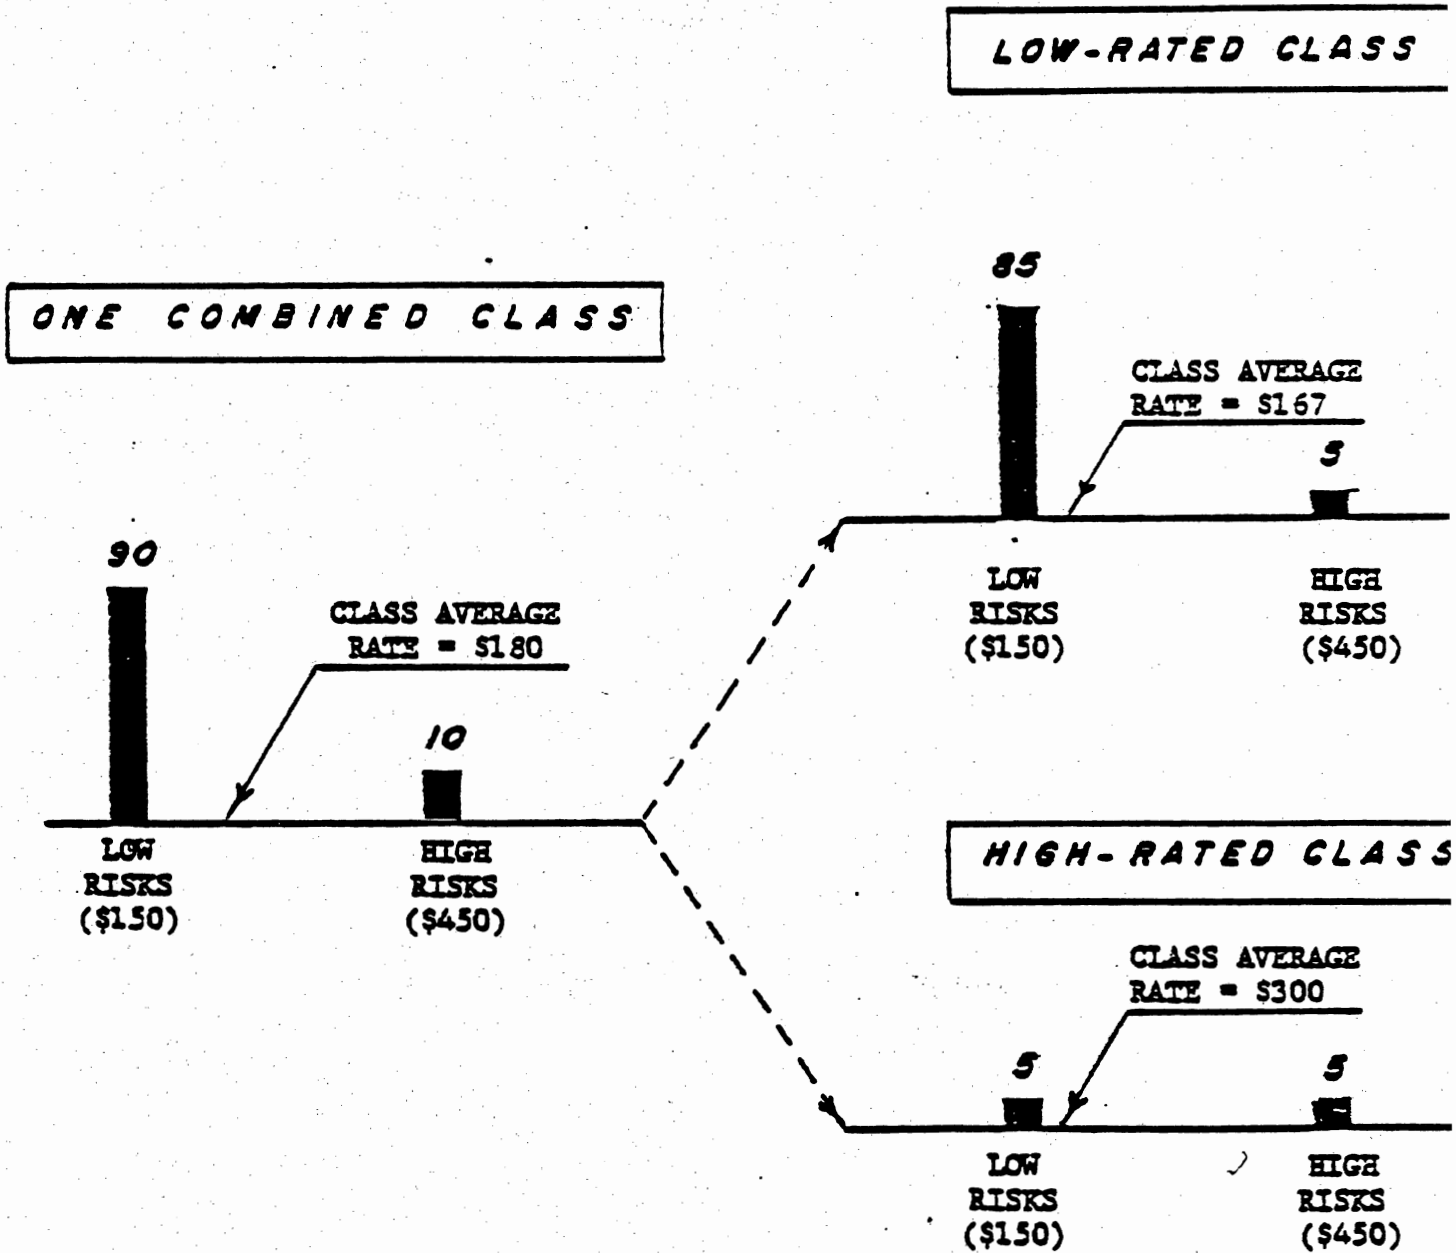 ONE COMBINED CLASS
90
CLASS AVERAGE
RATE = $180
10
LOW
RISKS
($150)
HIGH
RISKS
($450)
LOW-RATED CLASS
85
CLASS AVERAGE
RATE = $167
5
LOW
RISKS
($150)
HIGH
RISKS
($450)
HIGH-RATED CLASS
CLASS AVERAGE
RATE = $300
5
5
LOW
RISKS
($150)
HIGH
RISKS
($450)